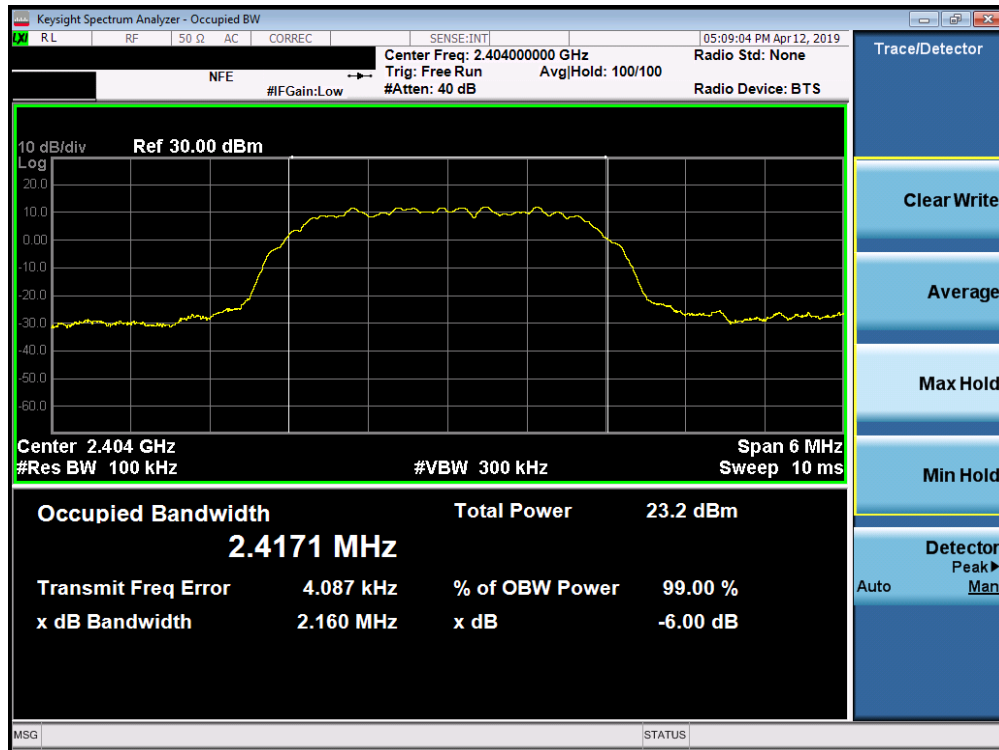 Keysight Spectrum Analyzer - Occupied BW
LXI RL RF 50 Ω AC CORREC SENSE:INT 05:09:04 PM Apr 12, 2019
Center Freq: 2.404000000 GHz Radio Std: None
NFE Trig: Free Run Avg|Hold: 100/100
#IFGain:Low #Atten: 40 dB Radio Device: BTS
10 dB/div Ref 30.00 dBm
Log
20.0
10.0
0.00
-10.0
-20.0
-30.0
-40.0
-50.0
-60.0
Center 2.404 GHz Span 6 MHz
#Res BW 100 kHz #VBW 300 kHz Sweep 10 ms
Occupied Bandwidth Total Power 23.2 dBm
2.4171 MHz
Transmit Freq Error 4.087 kHz % of OBW Power 99.00 %
x dB Bandwidth 2.160 MHz x dB -6.00 dB
MSG STATUS
Trace/Detector
Clear Write
Average
Max Hold
Min Hold
Detector
Peak▶
Auto Man